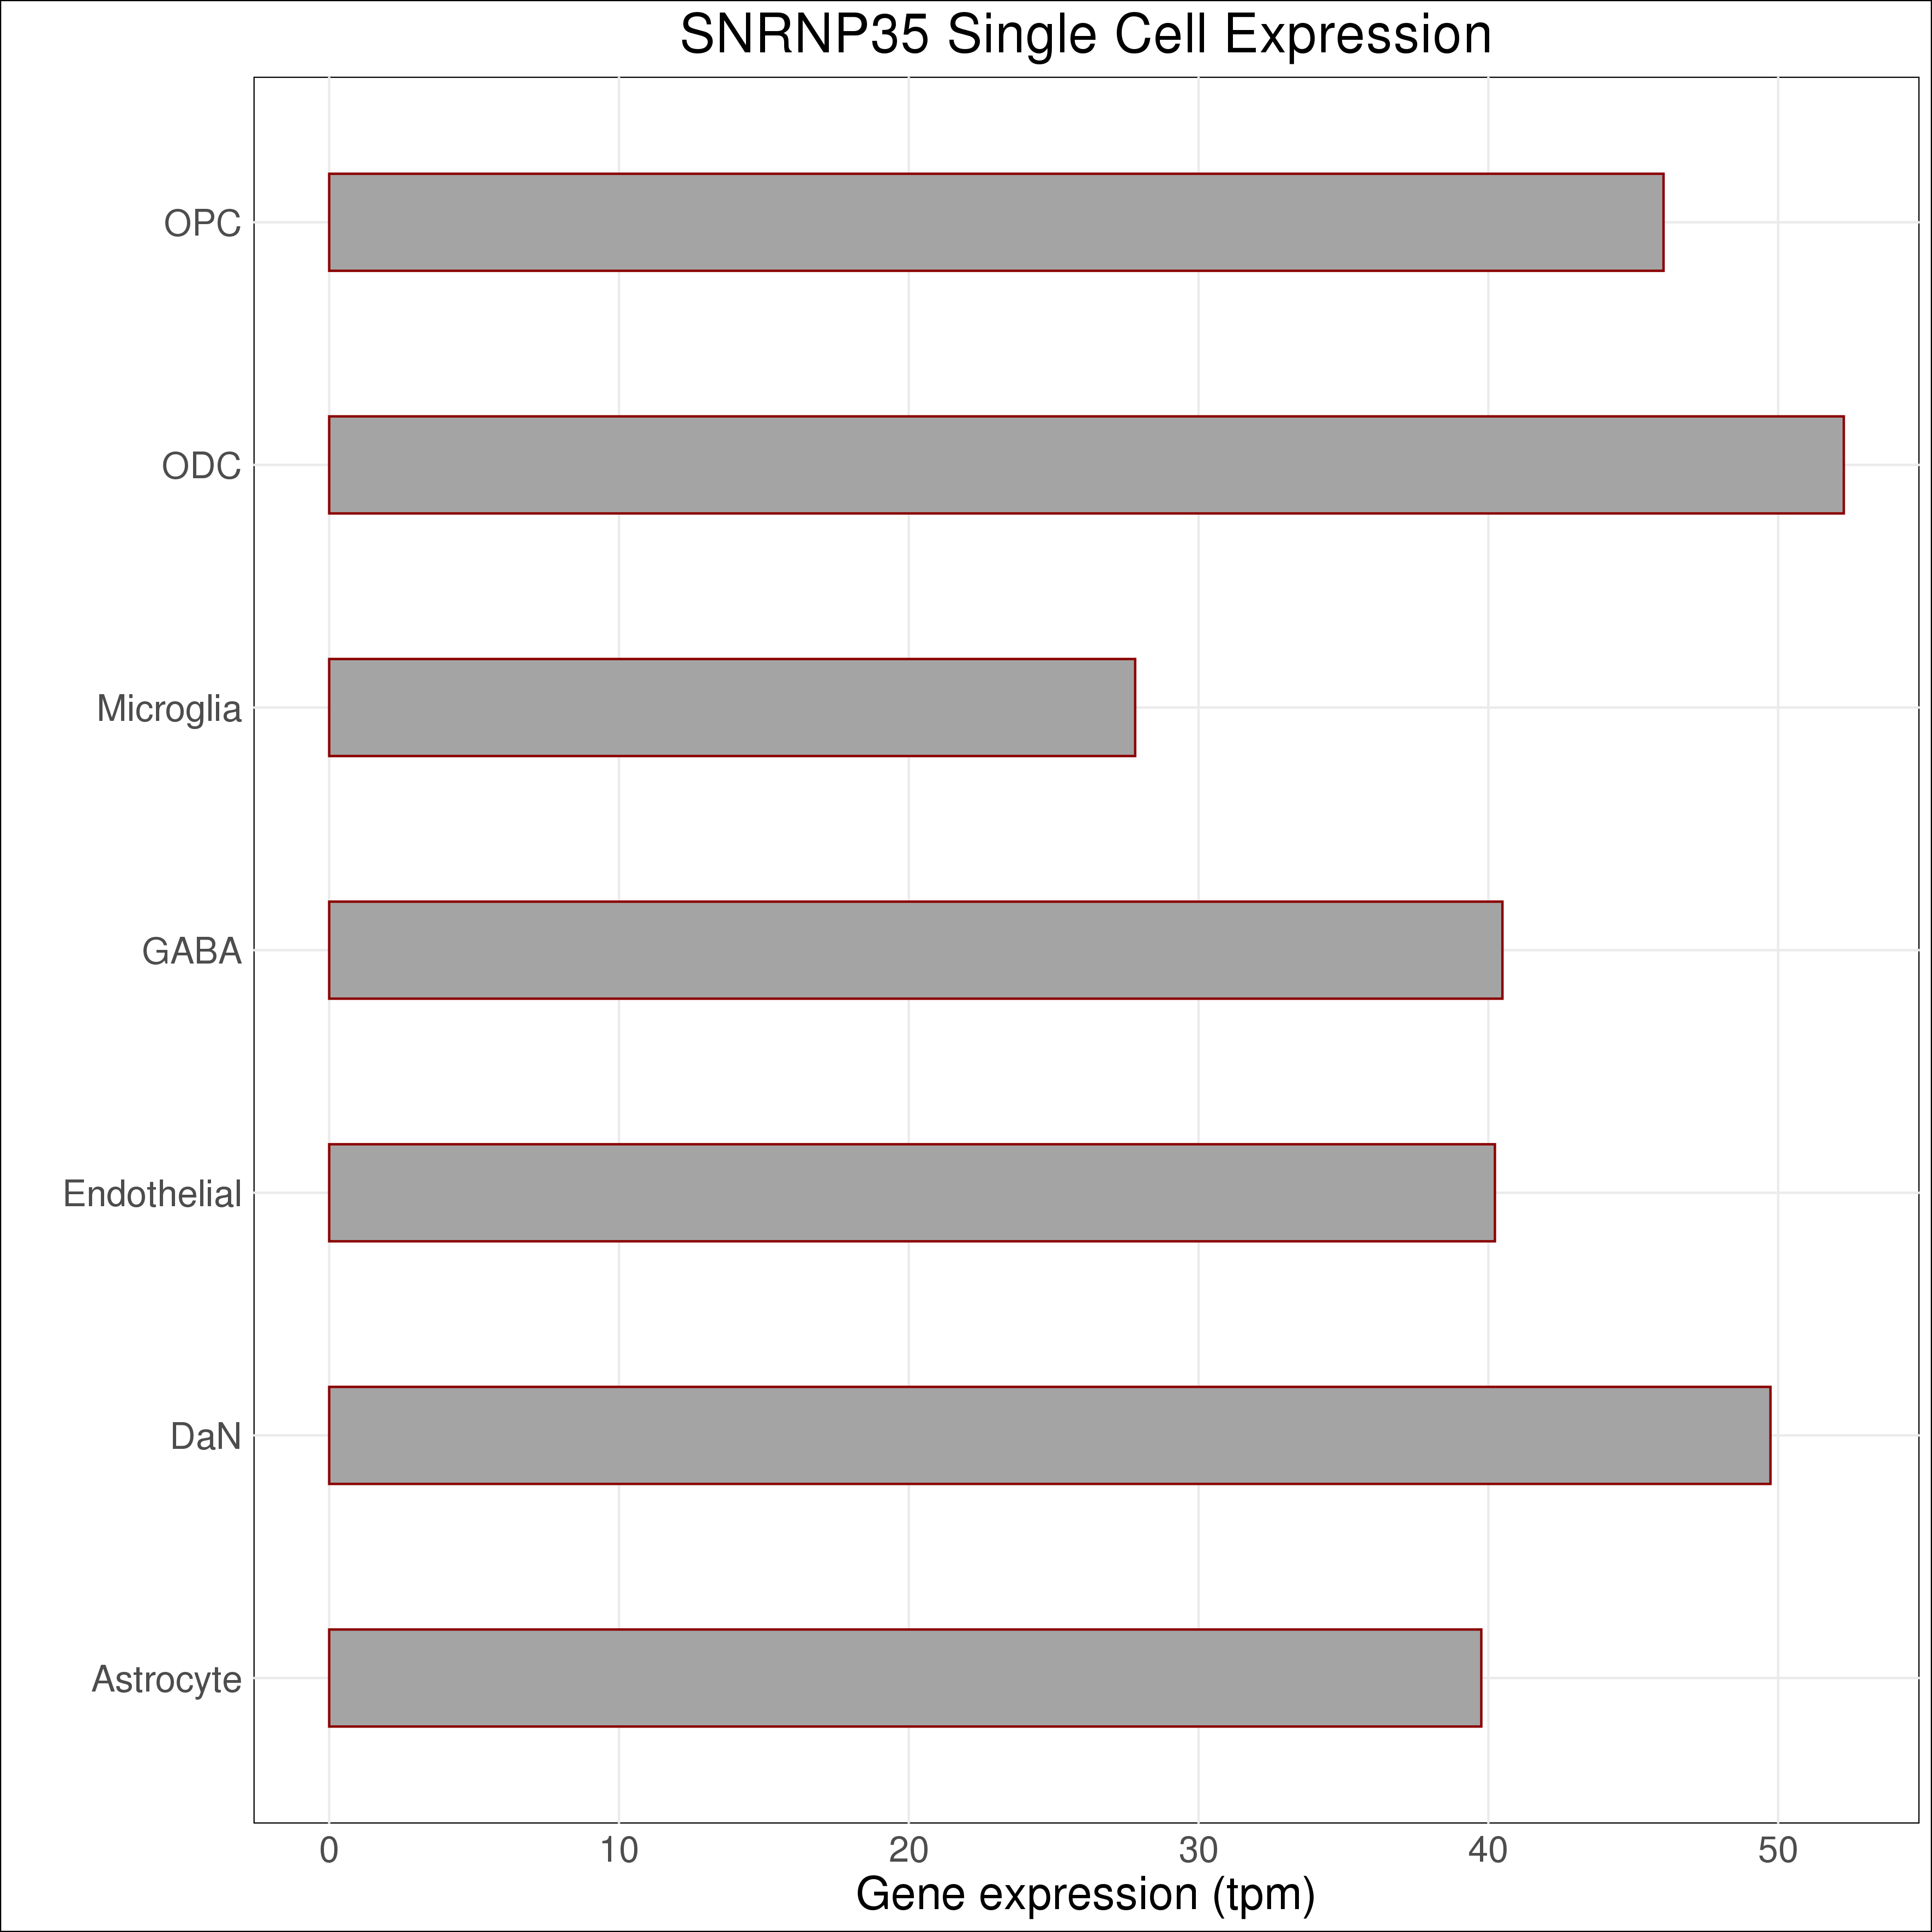 SNRNP35 Single Cell Expression
OPC
ODC
Microglia
GABA
Endothelial
DaN
Astrocyte
0 10 20 30 40 50
Gene expression (tpm)